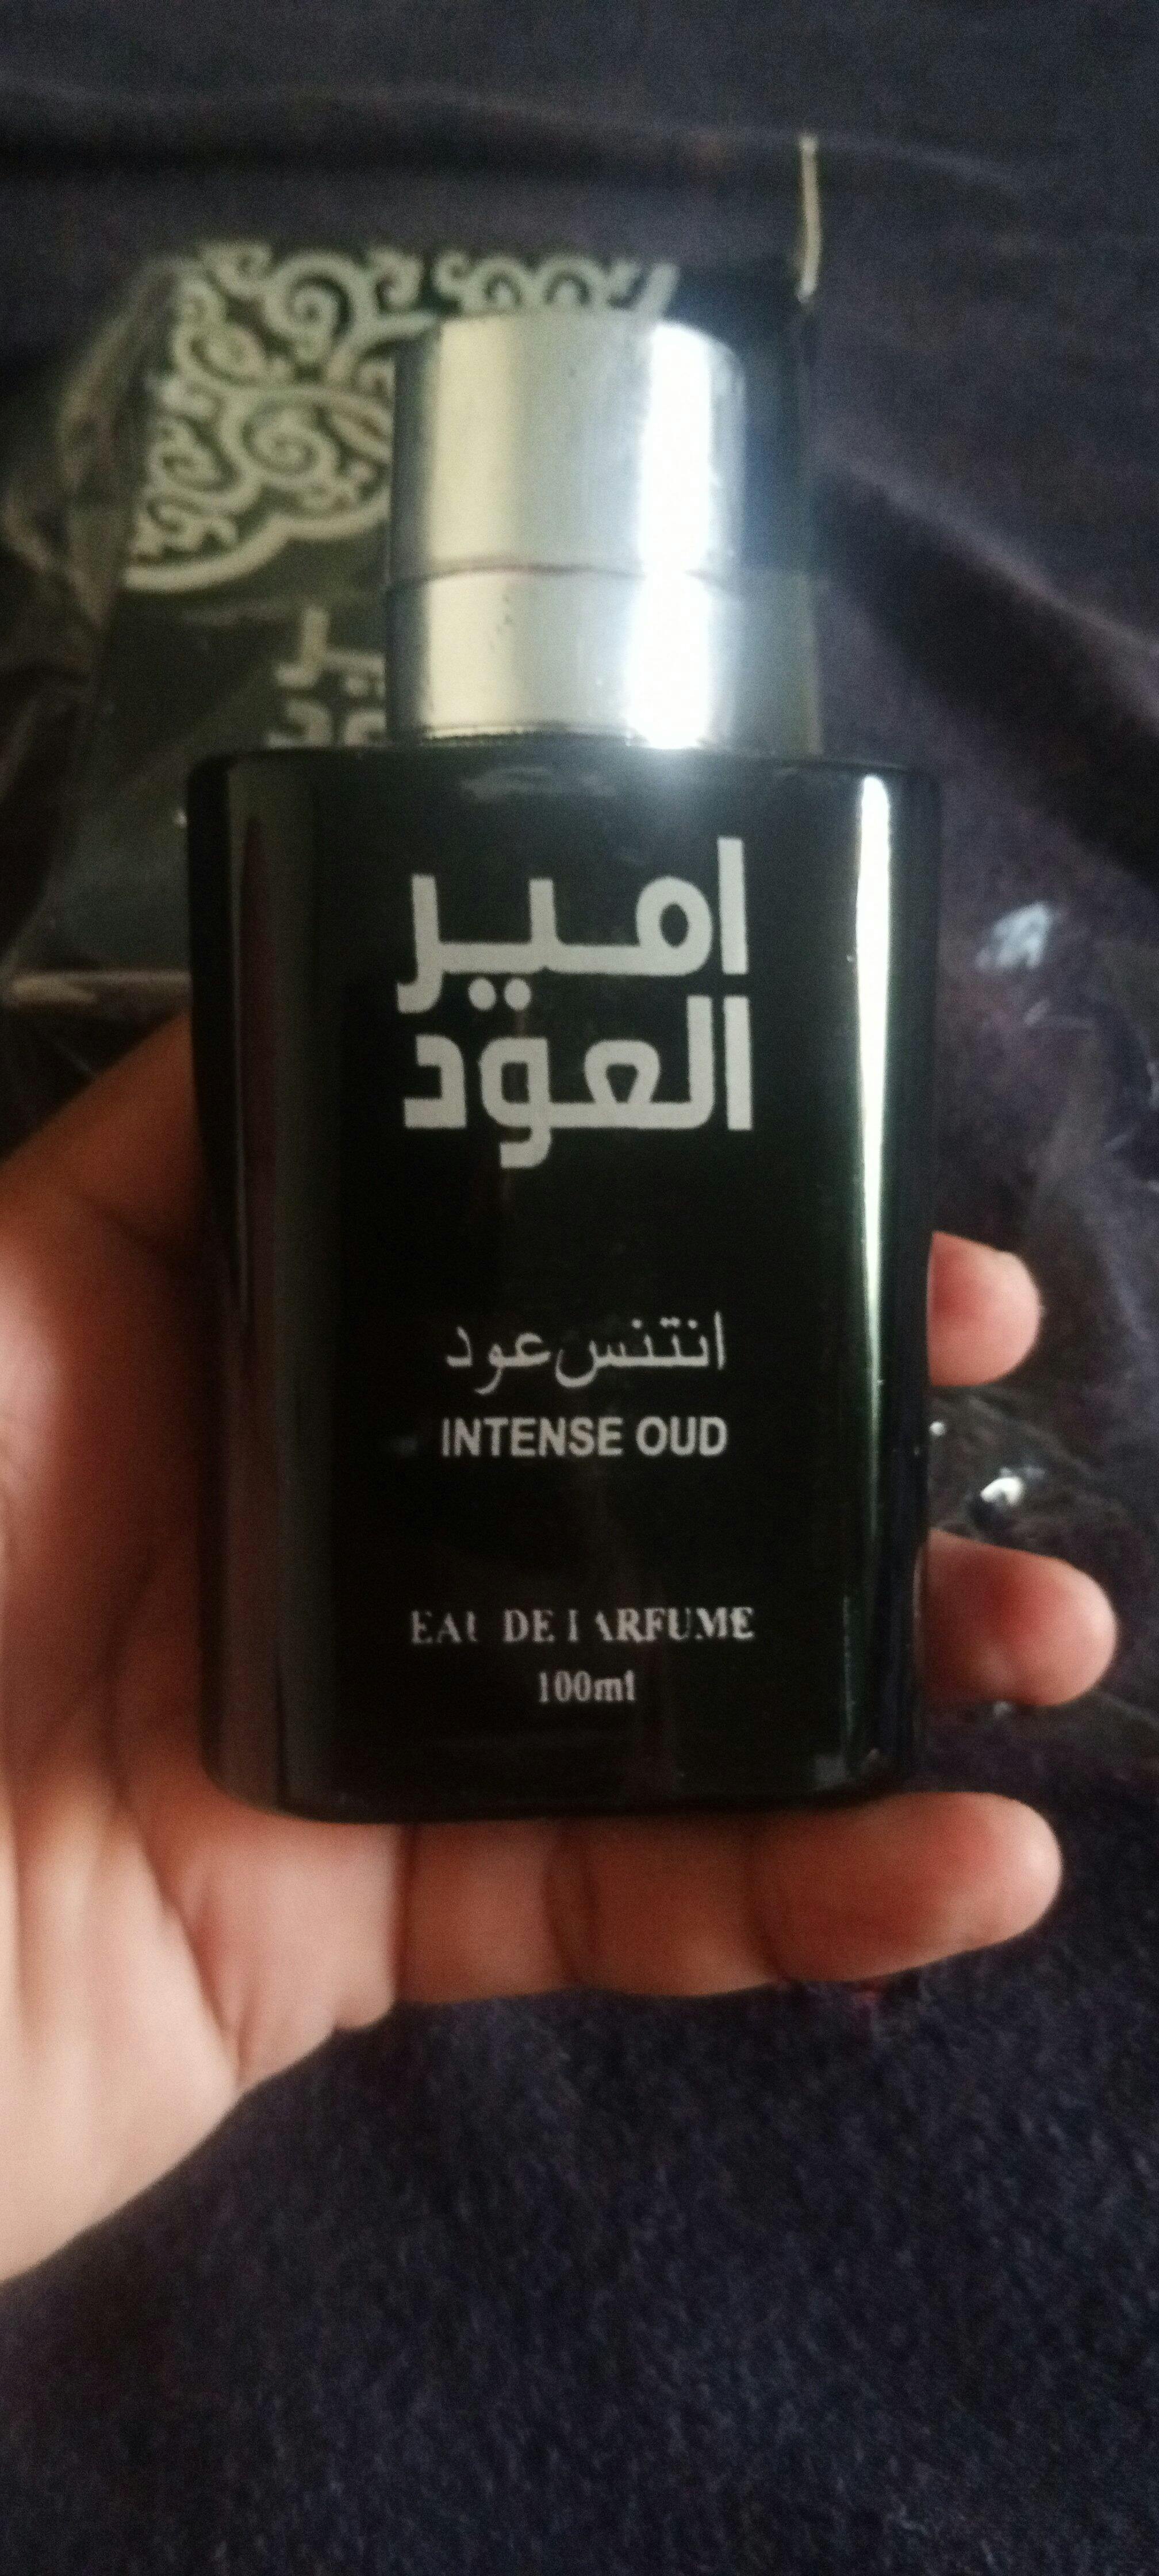 امير
العود
انتنس عود
INTENSE OUD
EAU DE PARFUME
100ml